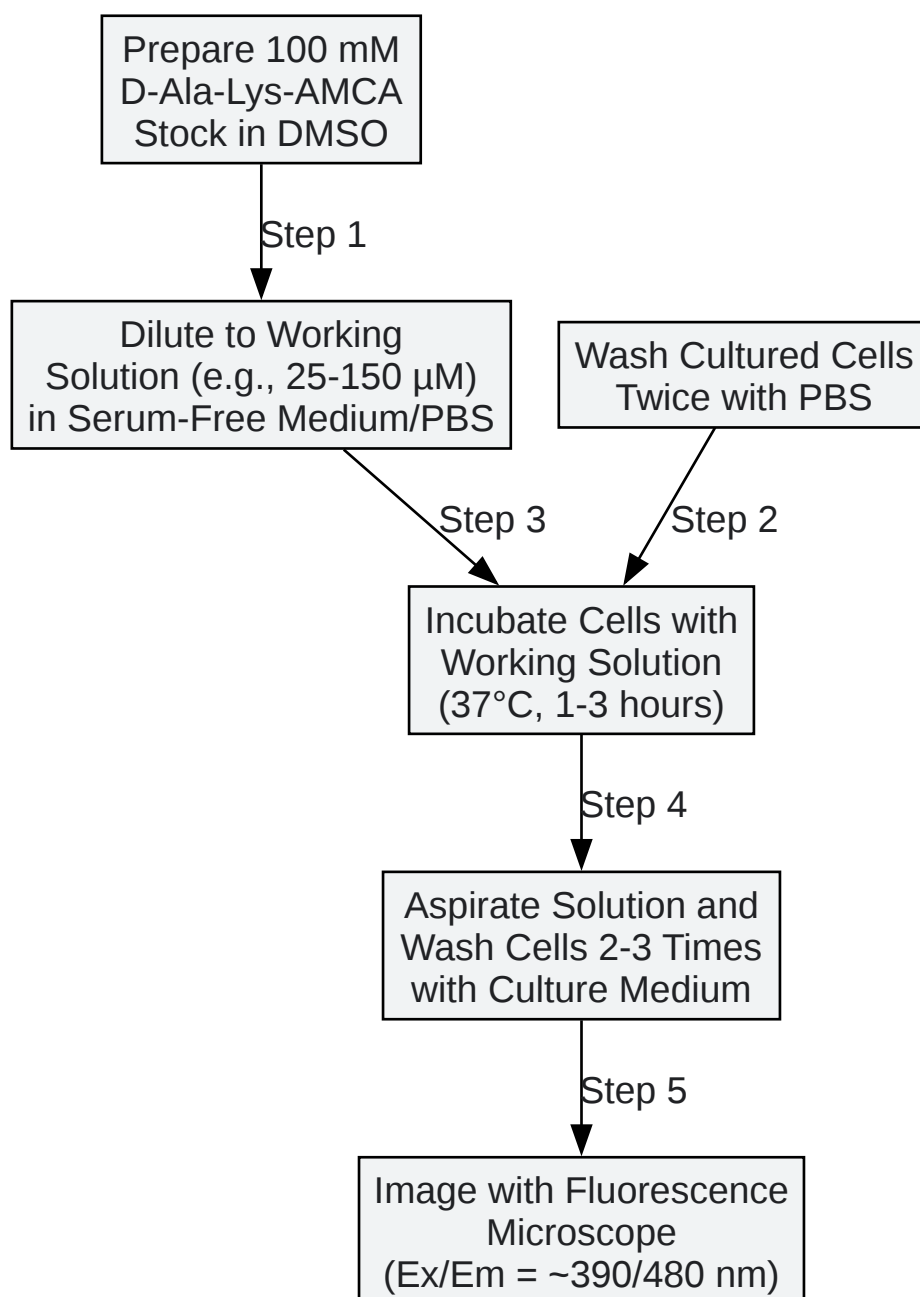 Prepare 100 mM
D-Ala-Lys-AMCA
Stock in DMSO
Step 1
Dilute to Working
Solution (e.g., 25-150 µM)
in Serum-Free Medium/PBS
Wash Cultured Cells
Twice with PBS
Step 3
Step 2
Incubate Cells with
Working Solution
(37°C, 1-3 hours)
Step 4
Aspirate Solution and
Wash Cells 2-3 Times
with Culture Medium
Step 5
Image with Fluorescence
Microscope
(Ex/Em = ~390/480 nm)